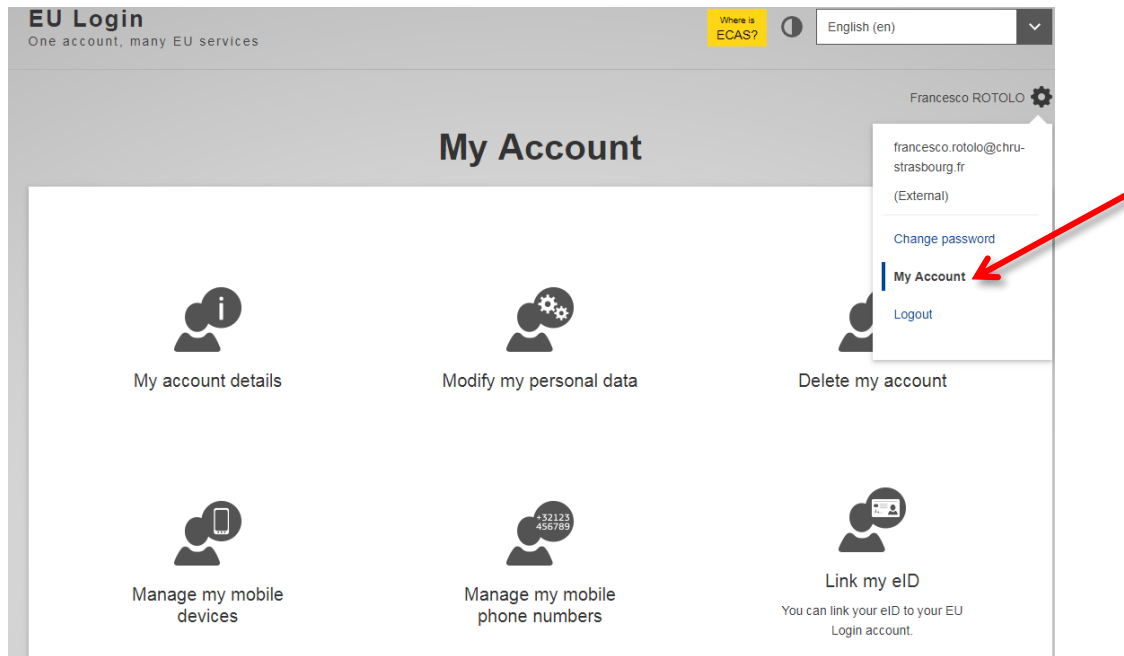 EU Login
One account, many EU services
Where is
ECAS?
English (en)
Francesco ROTOLO
My Account
francesco.rotolo@chru-
strasbourg.fr
(External)
Change password
My Account
Logout
i
My account details
Modify my personal data
Delete my account
+32123
456789
Manage my mobile
devices
Manage my mobile
phone numbers
Link my eID
You can link your eID to your EU
Login account.